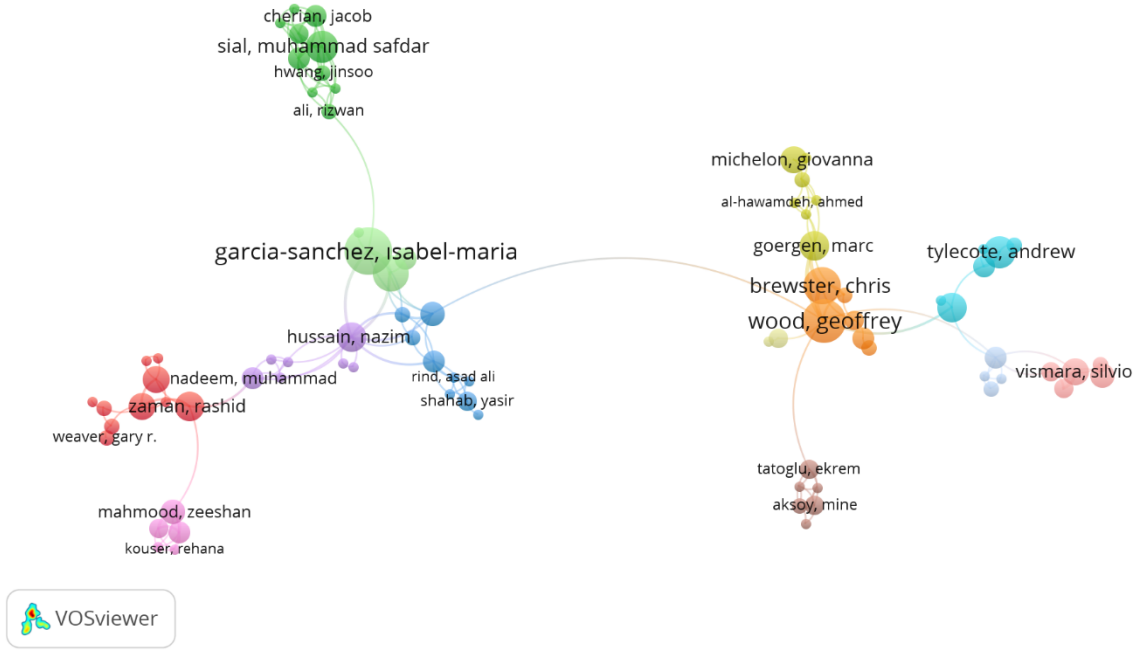 cherian, jacob
sial, muhammad safdar
hwang, jinsoo
ali, rizwan
michelon, giovanna
al-hawamdeh, ahmed
goergen, marc
garcia-sanchez, isabel-maria
tylecote, andrew
brewster, chris
wood, geoffrey
hussain, nazim
nadeem, muhammad
rind, asad ali
vismara, silvio
shahab, yasir
zaman, rashid
weaver, gary r.
tatoglu, ekrem
aksoy, mine
mahmood, zeeshan
kouser, rehana
VOSviewer